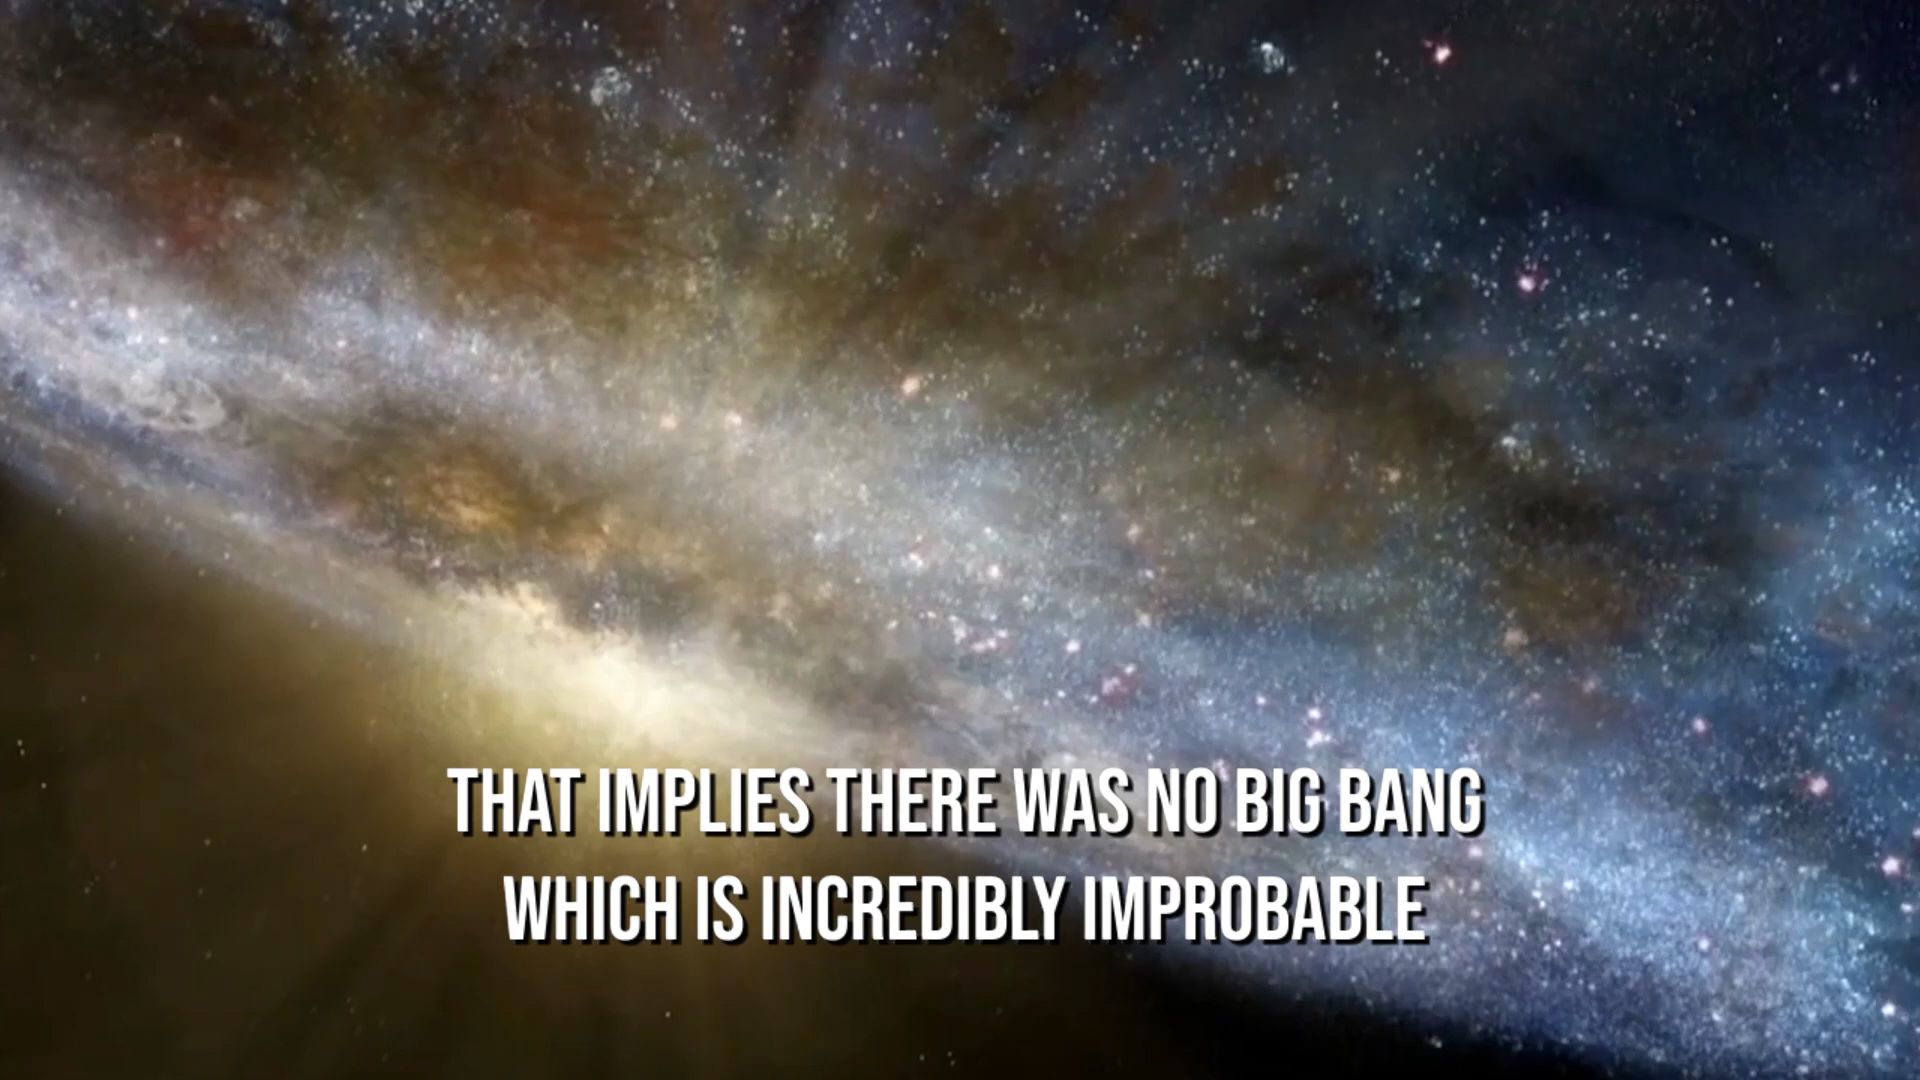 THAT IMPLIES THERE WAS NO BIG BANG
WHICH IS INCREDIBLY IMPROBABLE